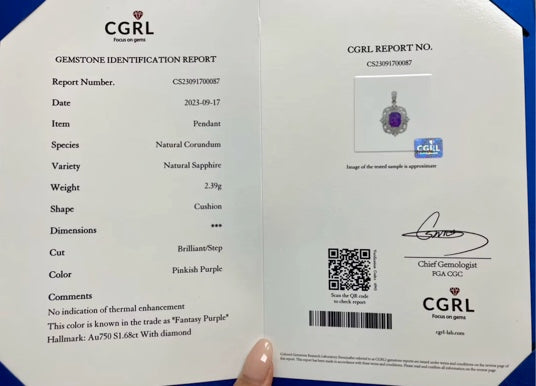 CGRL
Focus on gems
GEMSTONE IDENTIFICATION REPORT
Report Number. CS23091700087
Date 2023-09-17
Item Pendant
Species Natural Corundum
Variety Natural Sapphire
Weight 2.39g
Shape Cushion
Dimensions ***
Cut Brilliant/Step
Color Pinkish Purple
Comments
No indication of thermal enhancement
This color is known in the trade as "Fantasy Purple"
Hallmark: Au750 S1.68ct With diamond
CGRL REPORT NO.
CS23091700087
CGRL
Image of the tested sample is approximate
Scan the QR code
to check report
Chief Gemologist
FGA CGC
CGRL
Focus on gems
cgrl-lab.com